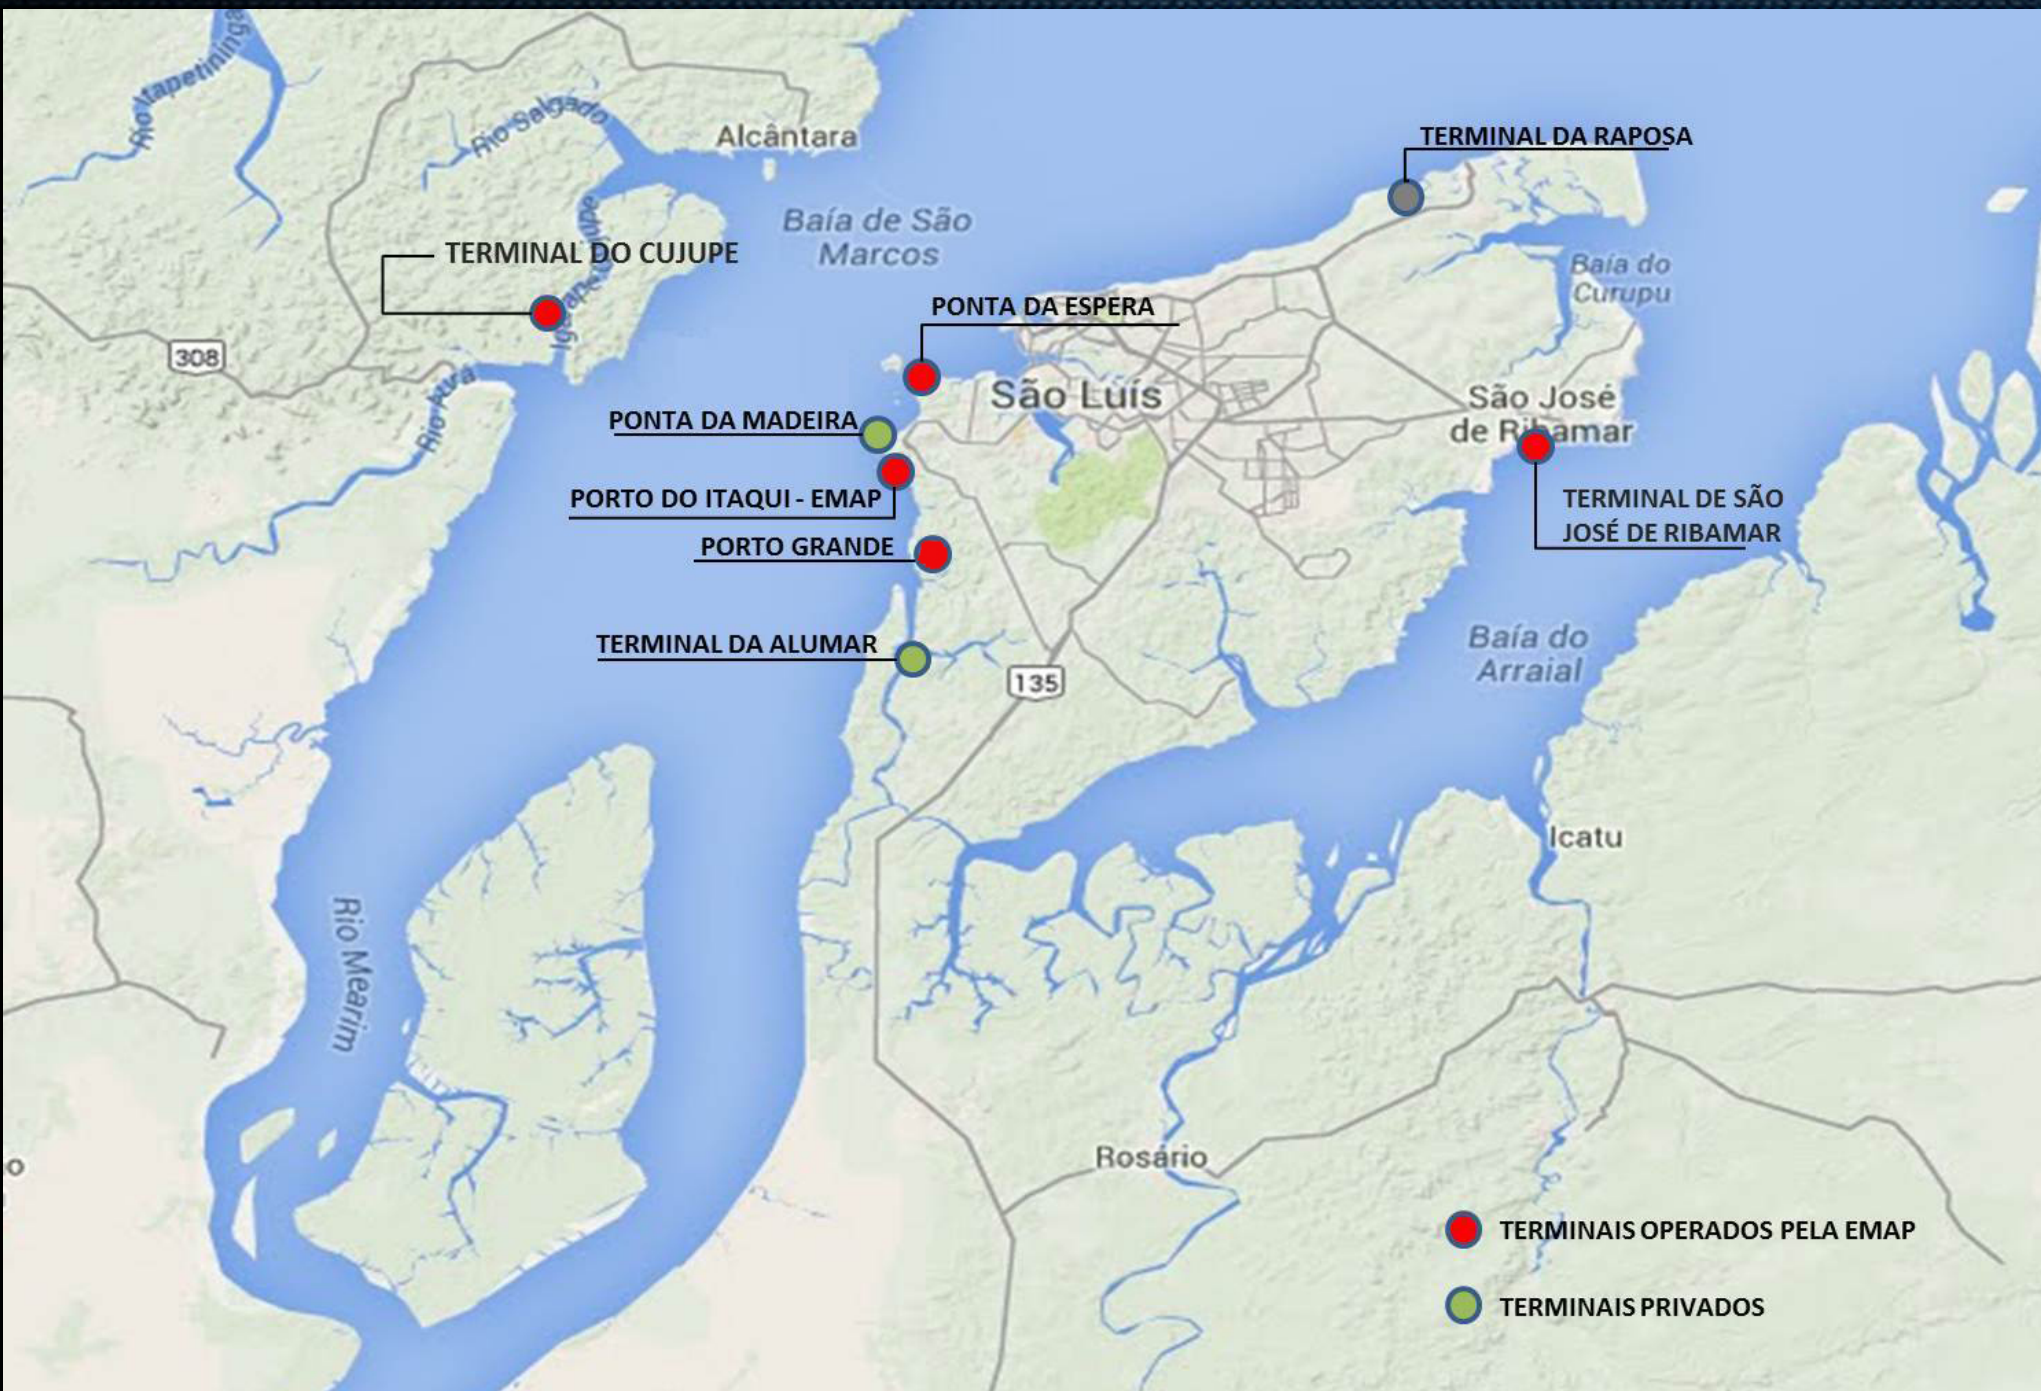 Rio Itapetininga
Rio Salgado
Alcântara
TERMINAL DA RAPOSA
Baía de São
Marcos
TERMINAL DO CUJUPE
Baía do
Curupu
PONTA DA ESPERA
308
Rio Aurá
São Luís
São José
de Ribamar
PONTA DA MADEIRA
PORTO DO ITAQUI - EMAP
TERMINAL DE SÃO
JOSÉ DE RIBAMAR
PORTO GRANDE
TERMINAL DA ALUMAR
Baía do
Arraial
135
Icatu
Rio Mearim
o
Rosário
TERMINAIS OPERADOS PELA EMAP
TERMINAIS PRIVADOS